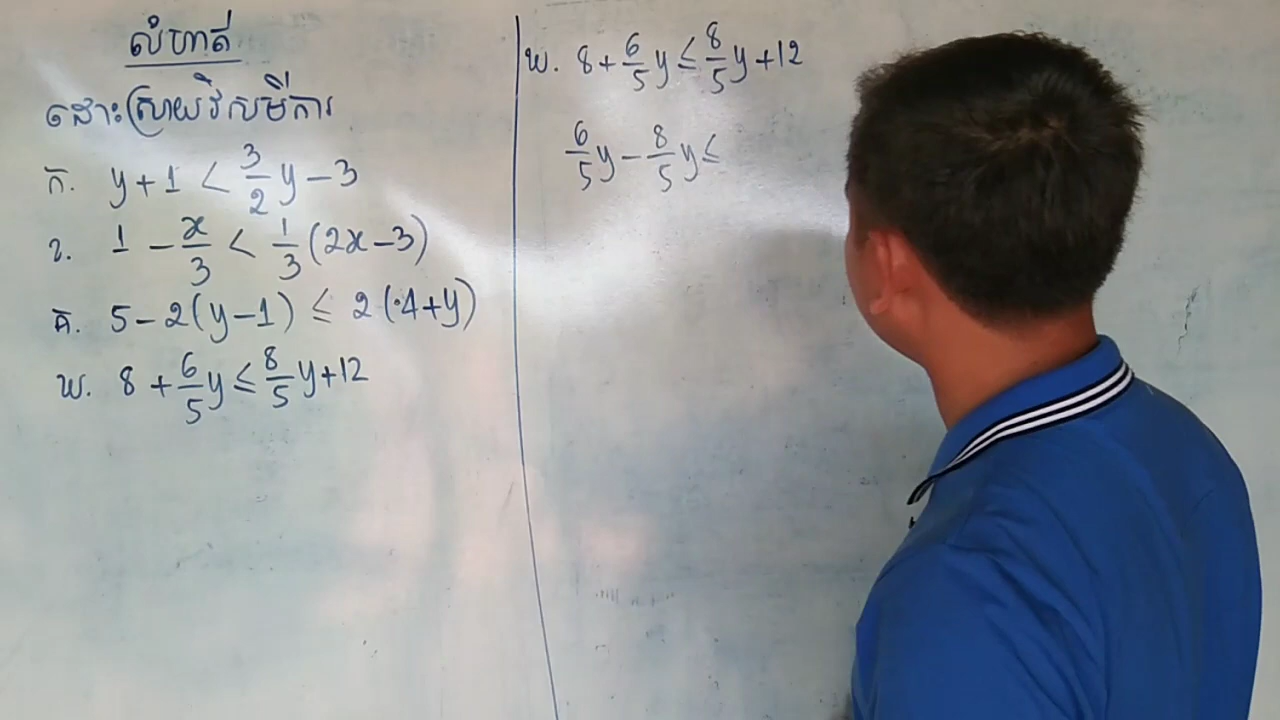 លំហាត់
ដោះស្រាយវិសមីការ
ក. y + 1 < 3/2 y − 3
ខ. 1 − x/3 < 1/3 (2x − 3)
គ. 5 − 2(y − 1) ≤ 2(·4 + y)
ឃ. 8 + 6/5 y ≤ 8/5 y + 12
ឃ. 8 + 6/5 y ≤ 8/5 y + 12
6/5 y − 8/5 y ≤